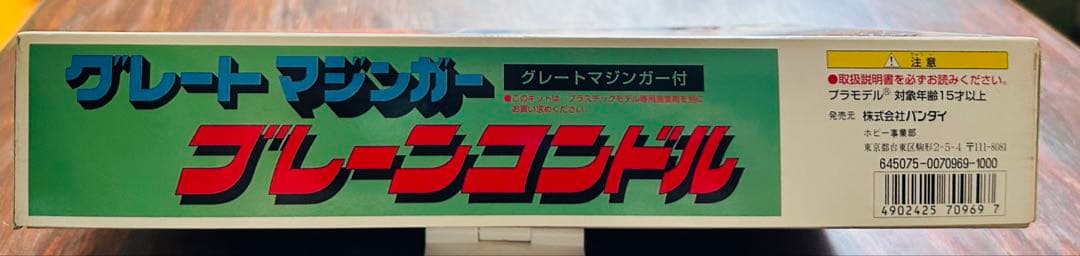 グレート マジンガー
グレートマジンガー付
●このキットは、プラスチックモデル専用接着剤を別に
お買い求めください
ブレーンコンドル
注意
●取扱説明書を必ずお読みください。
プラモデル® 対象年齢15才以上
発売元 株式会社バンダイ
ホビー事業部
東京都台東区駒形2-5-4 〒111-8081
645075-0070969-1000
4902425 70969 7